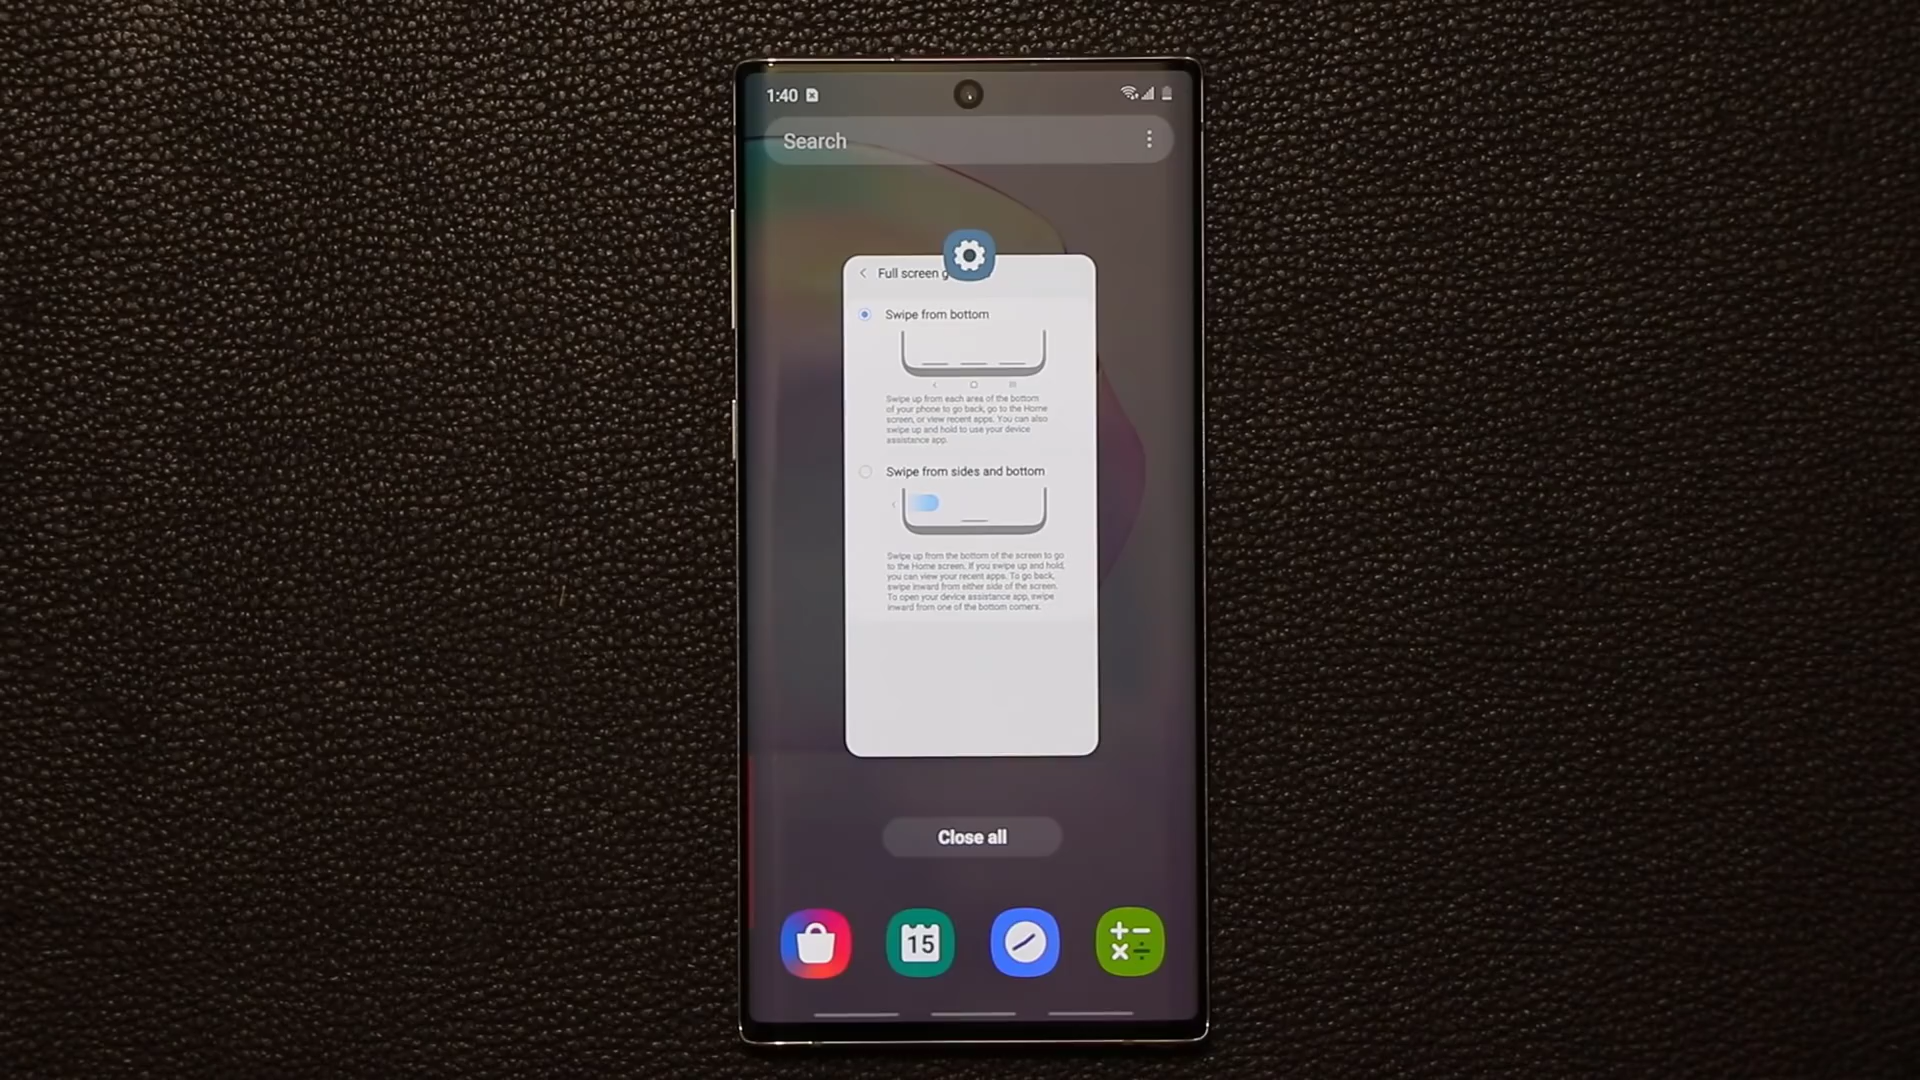 1:40
Search
Full screen g
Swipe from bottom
Swipe up from each area of the bottom
of your phone to go back, go to the Home
screen, or view recent apps. You can also
swipe up and hold to use your device
assistance app.
Swipe from sides and bottom
Swipe up from the bottom of the screen to go
to the Home screen. If you swipe up and hold,
you can view your recent apps. To go back,
swipe inward from either side of the screen.
To open your device assistance app, swipe
inward from one of the bottom corners.
Close all
15